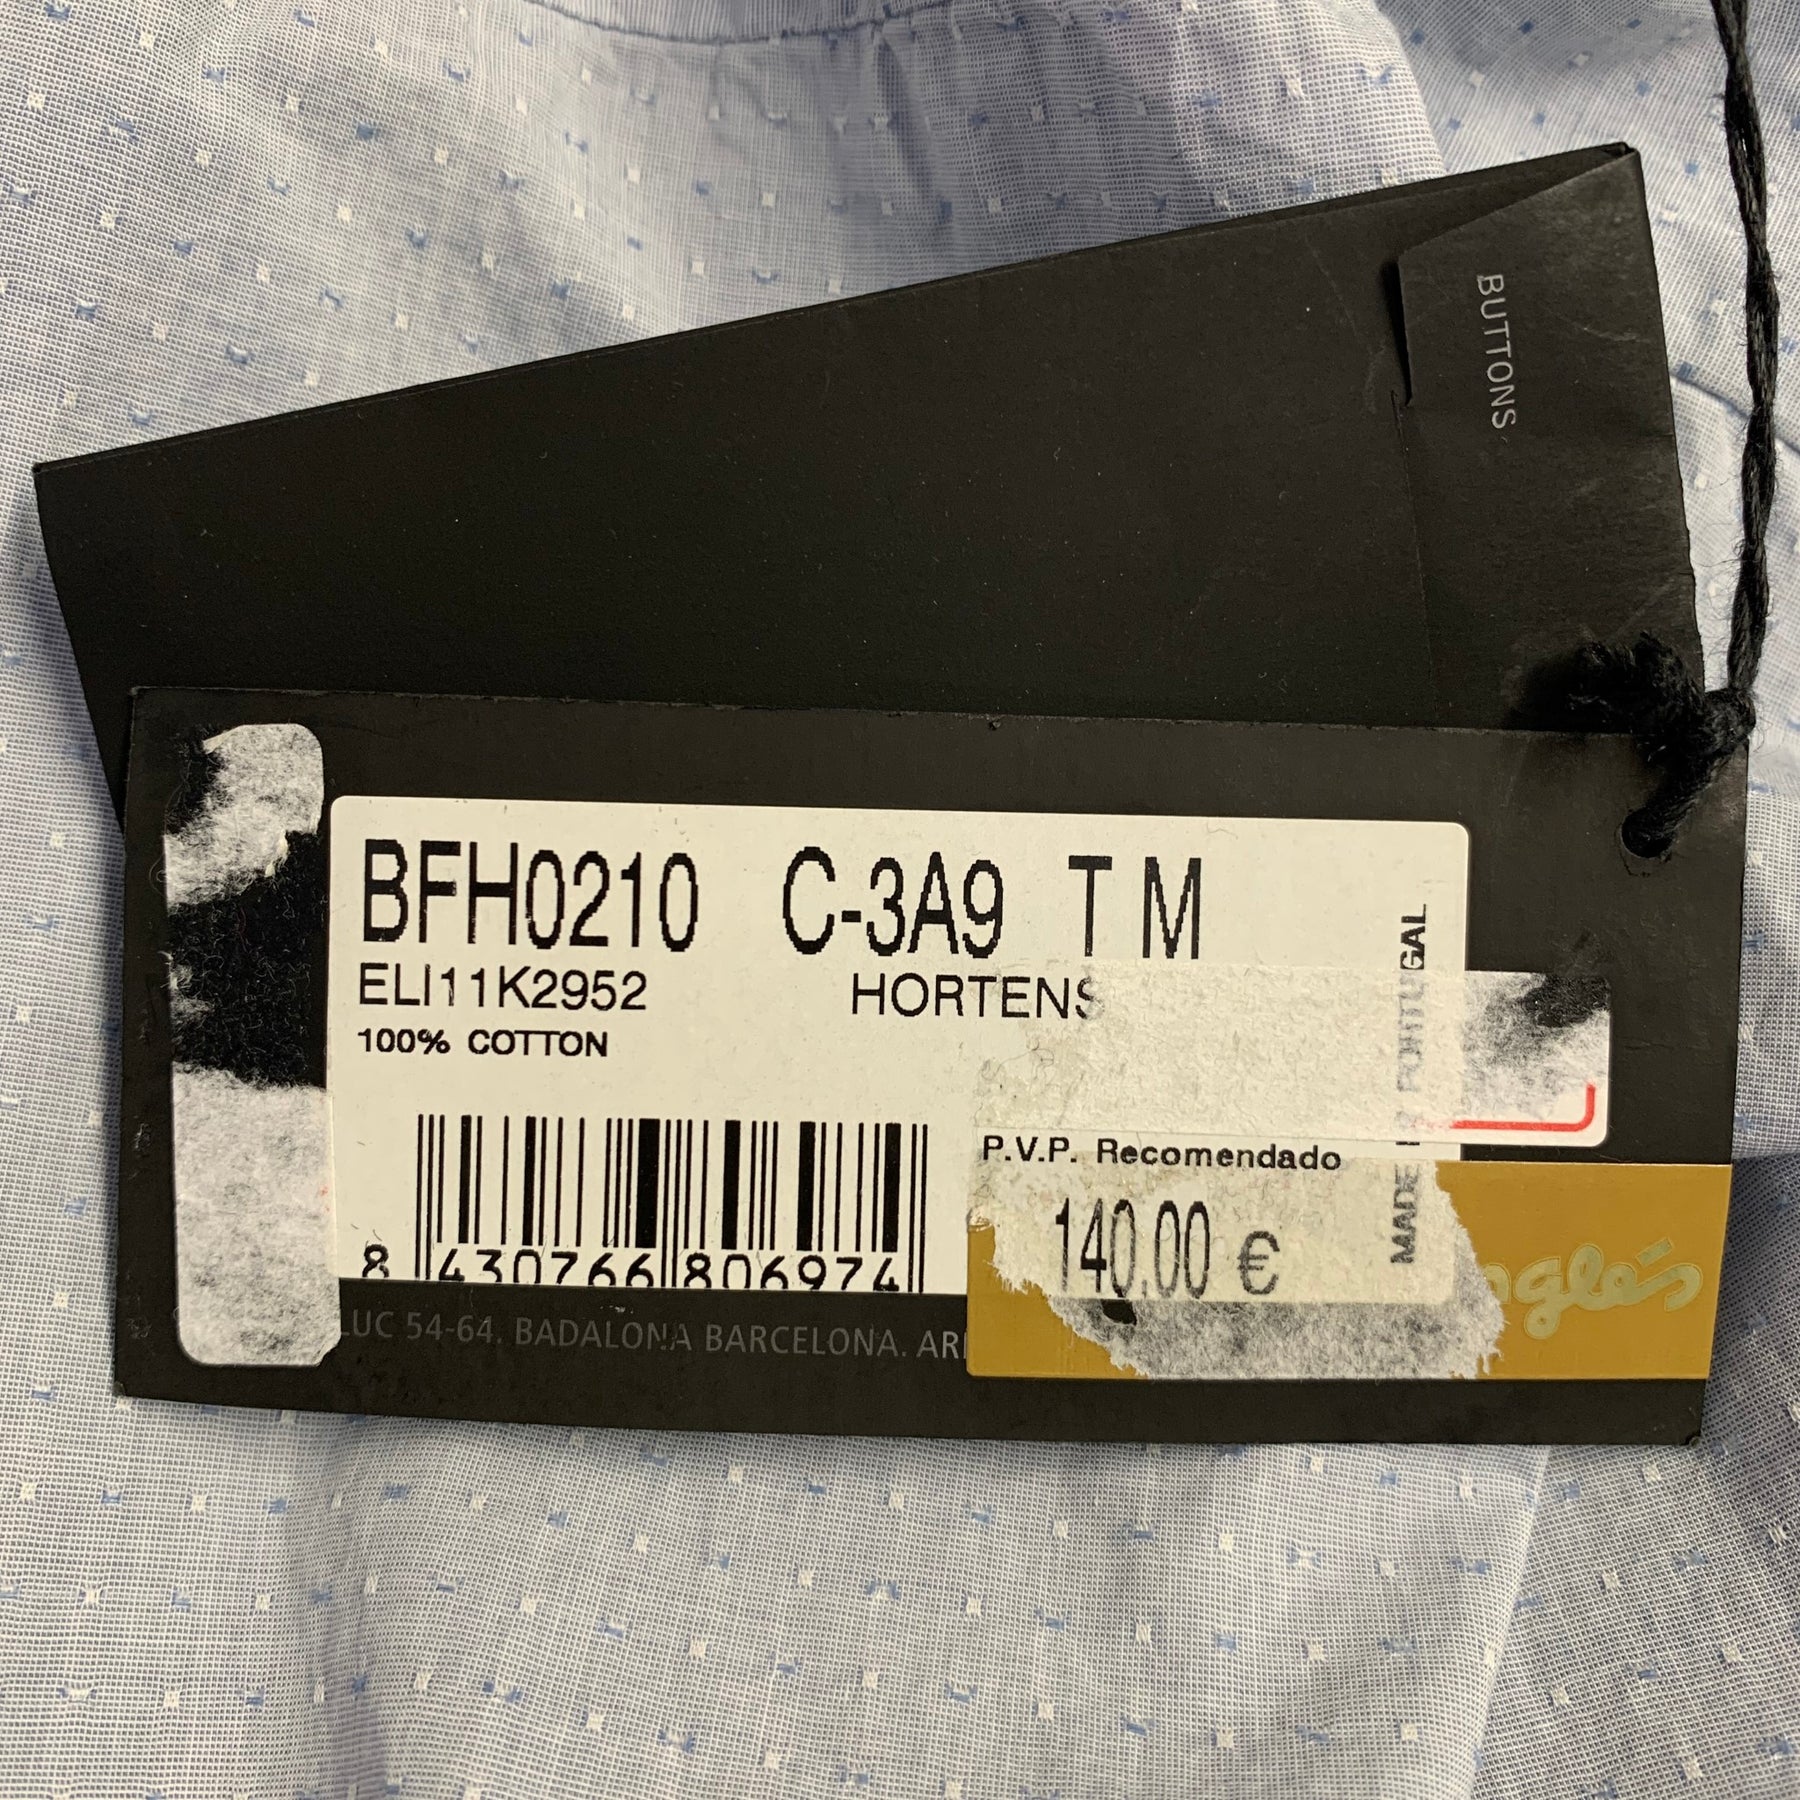 BUTTONS
BFH0210 C-3A9 T M
ELI11K2952 HORTENS
100% COTTON
MADE IN PORTUGAL
P.V.P. Recomendado
140.00 €
8 430766 806974
LUC 54-64. BADALONA BARCELONA.